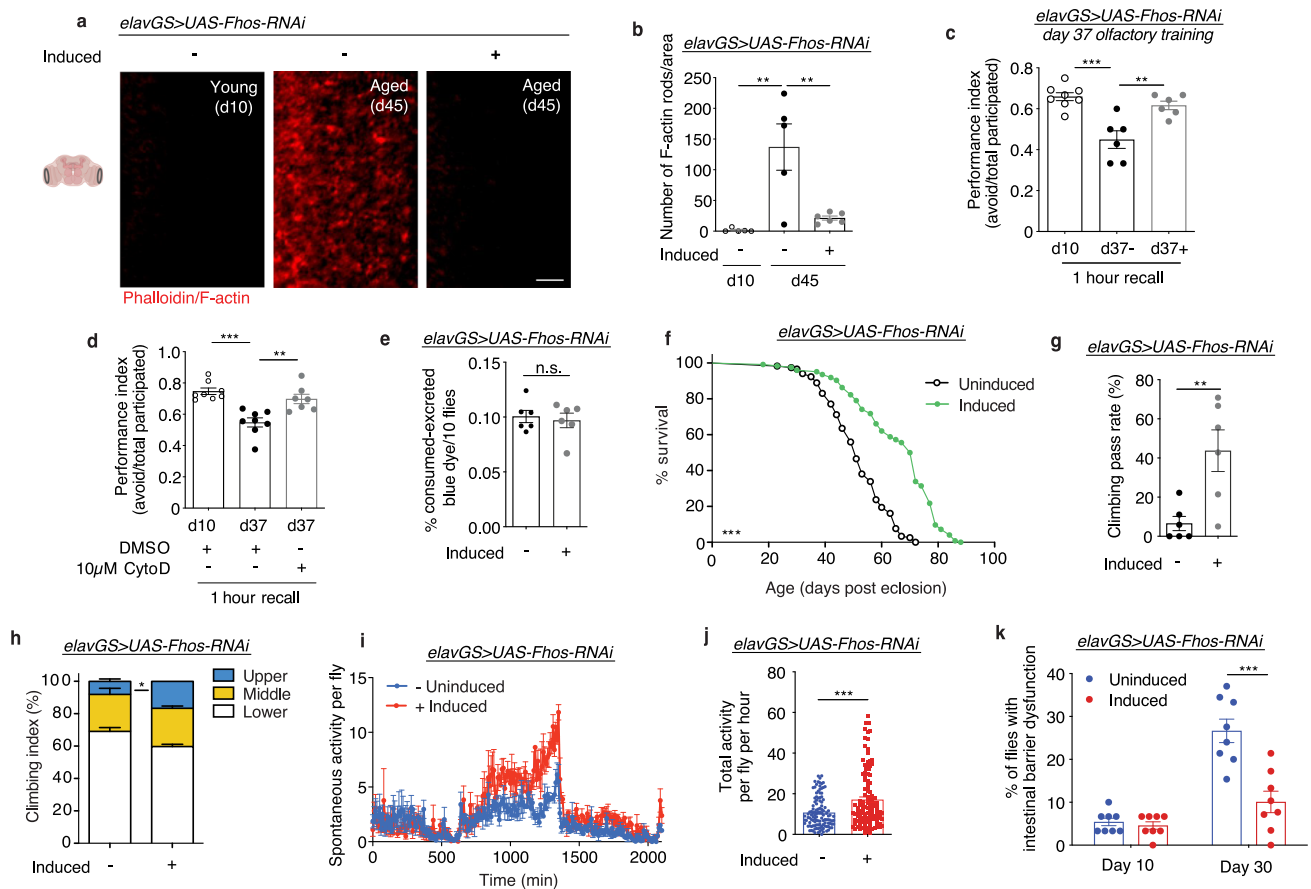 a
elavGS>UAS-Fhos-RNAi
Induced - - +
Young
(d10)
Aged
(d45)
Aged
(d45)
Phalloidin/F-actin
b
elavGS>UAS-Fhos-RNAi
** **
Number of F-actin rods/area
250
200
150
100
50
0
Induced - - +
d10 d45
c
elavGS>UAS-Fhos-RNAi
day 37 olfactory training
*** **
Performance index
(avoid/total participated)
0.8
0.6
0.4
0.2
0
d10 d37- d37+
1 hour recall
d
*** **
Performance index
(avoid/total participated)
1.0
0.8
0.6
0.4
0.2
0
d10 d37 d37
DMSO + + -
10µM CytoD - - +
1 hour recall
e
elavGS>UAS-Fhos-RNAi
n.s.
% consumed-excreted
blue dye/10 flies
0.15
0.10
0.05
0.00
Induced - +
f
elavGS>UAS-Fhos-RNAi
Uninduced
Induced
% survival
100
80
60
40
20
0
***
0 20 40 60 80 100
Age (days post eclosion)
g
elavGS>UAS-Fhos-RNAi
**
Climbing pass rate (%)
80
60
40
20
0
Induced - +
h
elavGS>UAS-Fhos-RNAi
Upper
Middle
Lower
*
Climbing index (%)
100
80
60
40
20
0
Induced - +
i
elavGS>UAS-Fhos-RNAi
- Uninduced
+ Induced
Spontaneous activity per fly
15
10
5
0
0 500 1000 1500 2000
Time (min)
j
elavGS>UAS-Fhos-RNAi
***
Total activity
per fly per hour
80
60
40
20
0
Induced - +
k
elavGS>UAS-Fhos-RNAi
Uninduced
Induced
***
% of flies with
intestinal barrier dysfunction
40
30
20
10
0
Day 10 Day 30